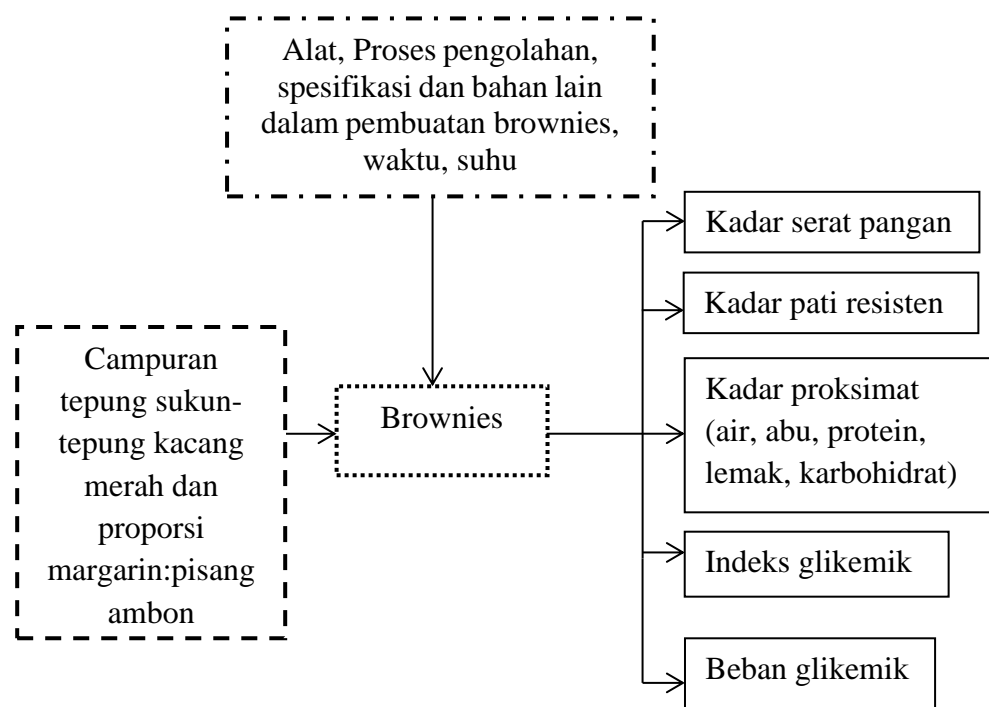 Alat, Proses pengolahan,
spesifikasi dan bahan lain
dalam pembuatan brownies,
waktu, suhu
Kadar serat pangan
Kadar pati resisten
Campuran
tepung sukun-
tepung kacang
merah dan
proporsi
margarin:pisang
ambon
Brownies
Kadar proksimat
(air, abu, protein,
lemak, karbohidrat)
Indeks glikemik
Beban glikemik